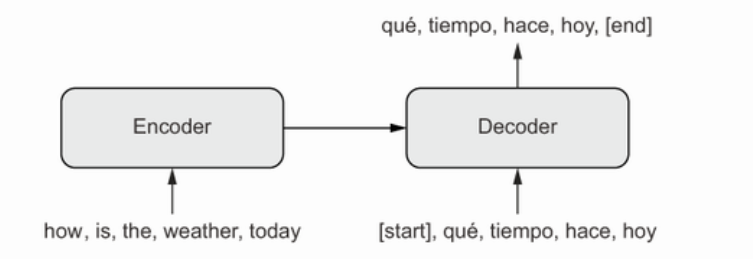 qué, tiempo, hace, hoy, [end]
Encoder
Decoder
how, is, the, weather, today
[start], qué, tiempo, hace, hoy